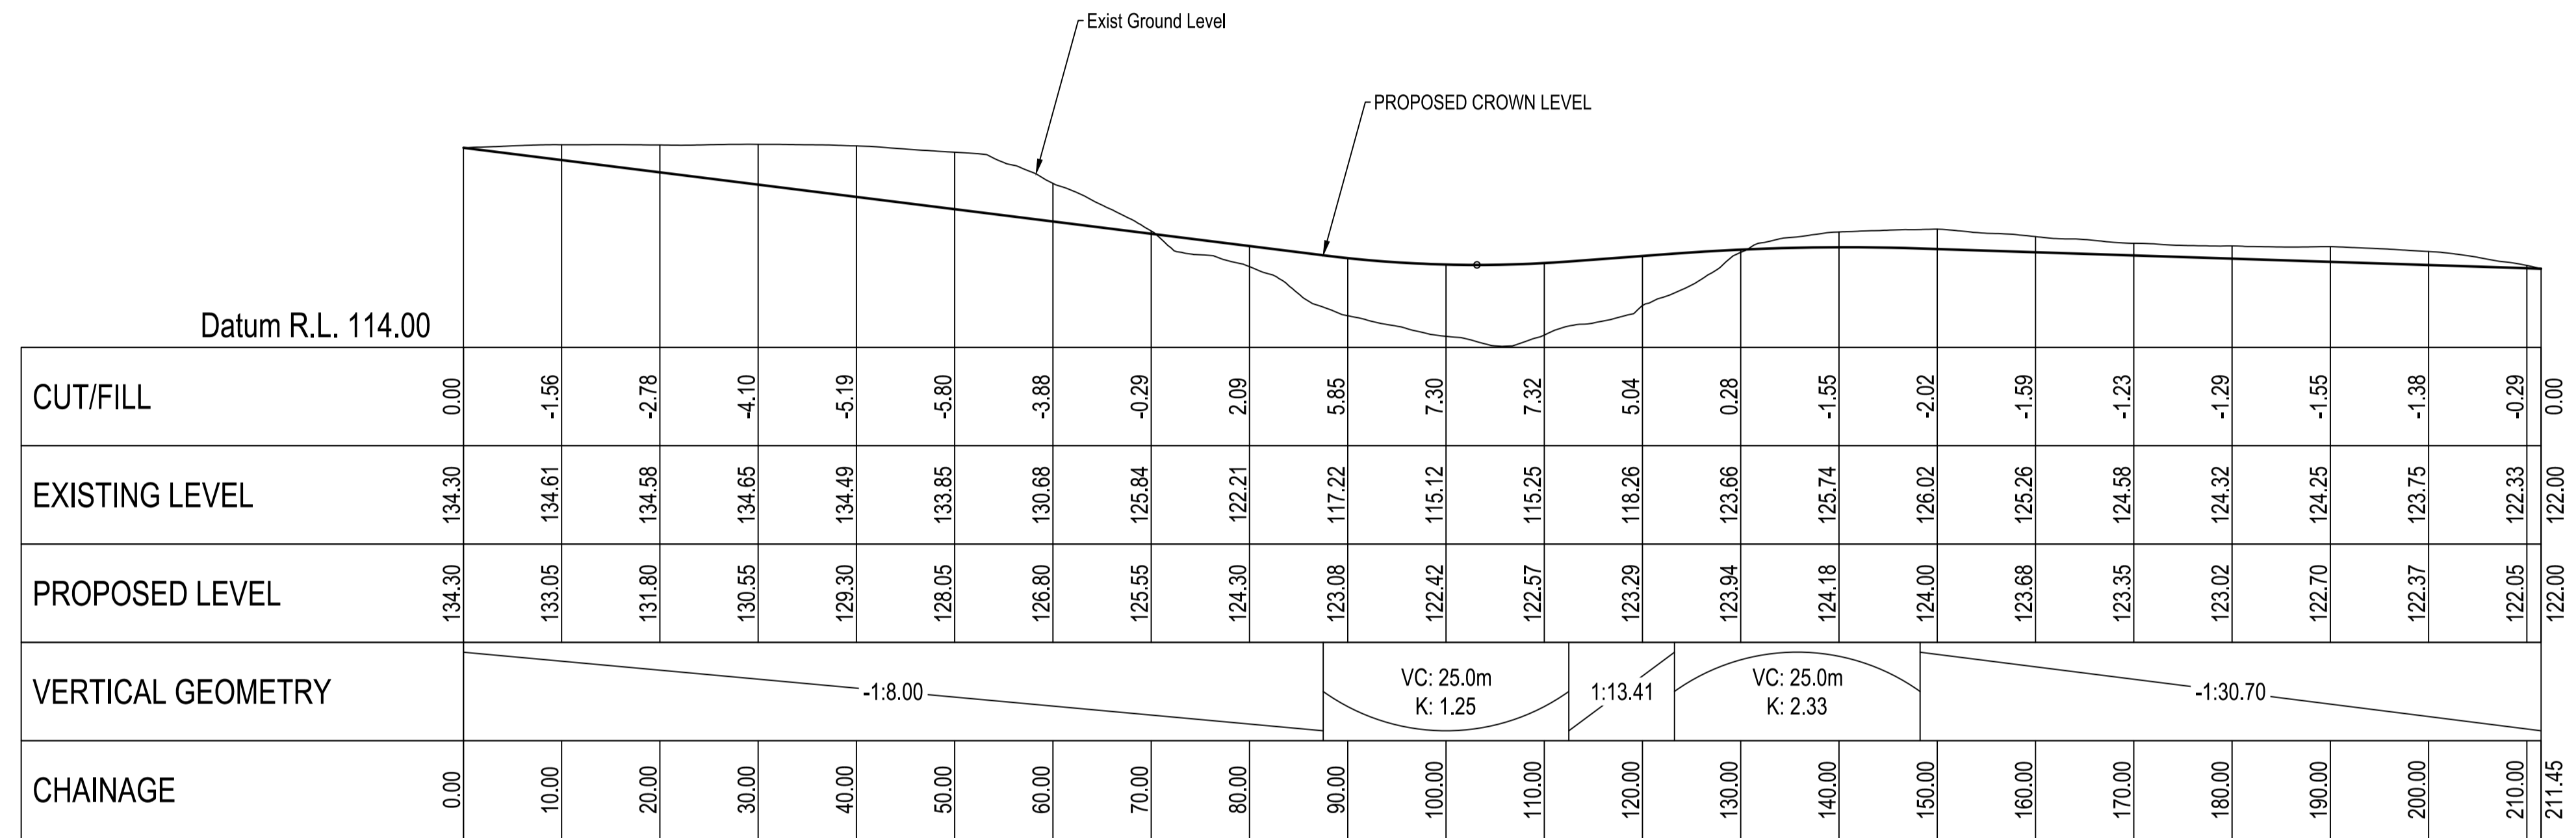 Exist Ground Level
PROPOSED CROWN LEVEL
Datum R.L. 114.00
CUT/FILL 0.00 -1.56 -2.78 -4.10 -5.19 -5.80 -3.88 -0.29 2.09 5.85 7.30 7.32 5.04 0.28 -1.55 -2.02 -1.59 -1.23 -1.29 -1.55 -1.38 -0.29 0.00
EXISTING LEVEL 134.30 134.61 134.58 134.65 134.49 133.85 130.68 125.84 122.21 117.22 115.12 115.25 118.26 123.66 125.74 126.02 125.26 124.58 124.32 124.25 123.75 122.33 122.00
PROPOSED LEVEL 134.30 133.05 131.80 130.55 129.30 128.05 126.80 125.55 124.30 123.08 122.42 122.57 123.29 123.94 124.18 124.00 123.68 123.35 123.02 122.70 122.37 122.05 122.00
VERTICAL GEOMETRY
-1:8.00
VC: 25.0m
K: 1.25
1:13.41
VC: 25.0m
K: 2.33
-1:30.70
CHAINAGE 0.00 10.00 20.00 30.00 40.00 50.00 60.00 70.00 80.00 90.00 100.00 110.00 120.00 130.00 140.00 150.00 160.00 170.00 180.00 190.00 200.00 210.00 211.45